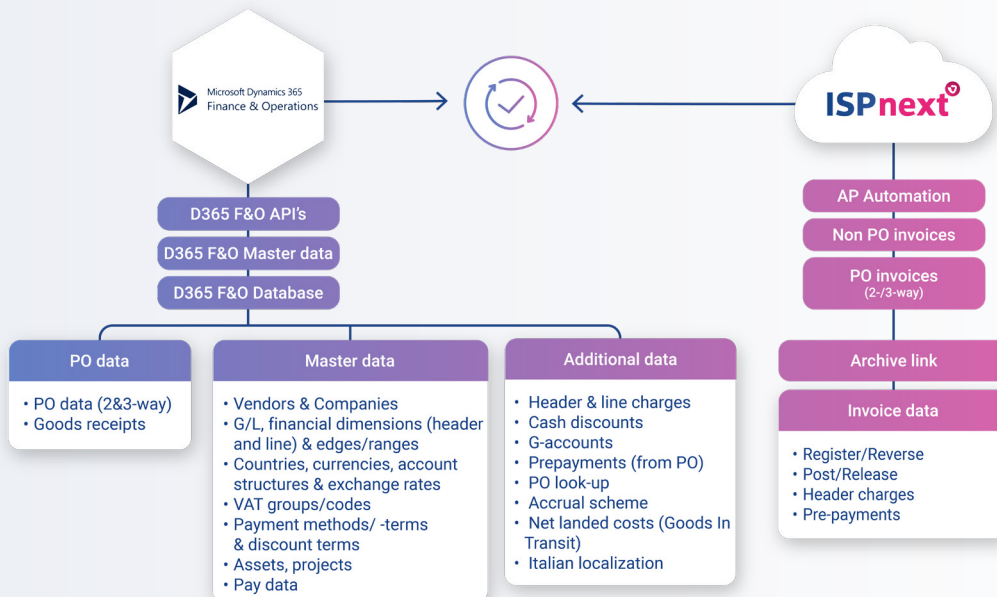 Microsoft Dynamics 365
Finance & Operations
ISPnext
D365 F&O API's
D365 F&O Master data
D365 F&O Database
AP Automation
Non PO invoices
PO invoices
(2-/3-way)
PO data
• PO data (2&3-way)
• Goods receipts
Master data
• Vendors & Companies
• G/L, financial dimensions (header
and line) & edges/ranges
• Countries, currencies, account
structures & exchange rates
• VAT groups/codes
• Payment methods/ -terms
& discount terms
• Assets, projects
• Pay data
Additional data
• Header & line charges
• Cash discounts
• G-accounts
• Prepayments (from PO)
• PO look-up
• Accrual scheme
• Net landed costs (Goods In
Transit)
• Italian localization
Archive link
Invoice data
• Register/Reverse
• Post/Release
• Header charges
• Pre-payments